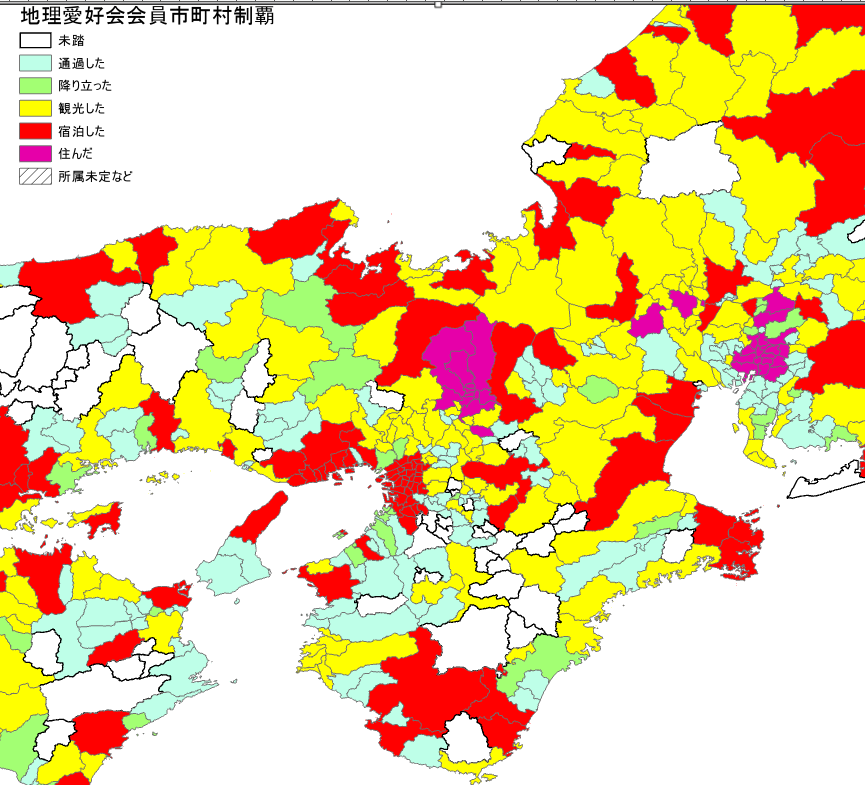 地理愛好会会員市町村制覇
未踏
通過した
降り立った
観光した
宿泊した
住んだ
所属未定など